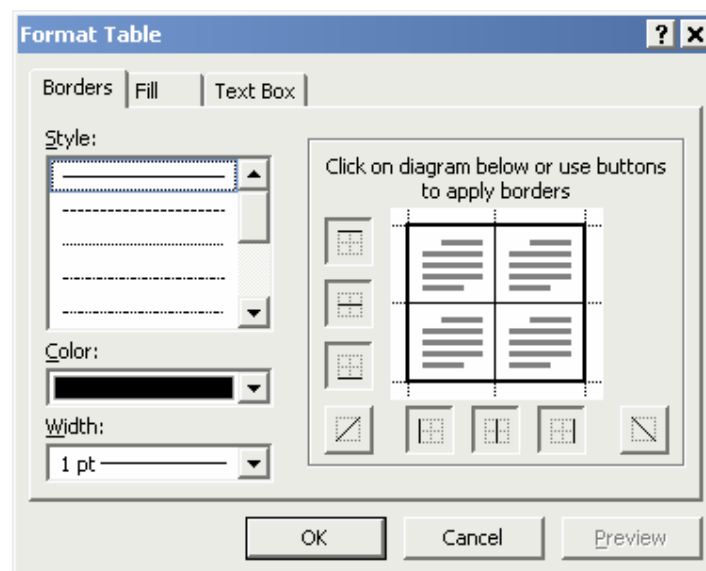 Format Table
Borders Fill Text Box
Style:
Click on diagram below or use buttons
to apply borders
Color:
Width:
1 pt
OK Cancel Preview